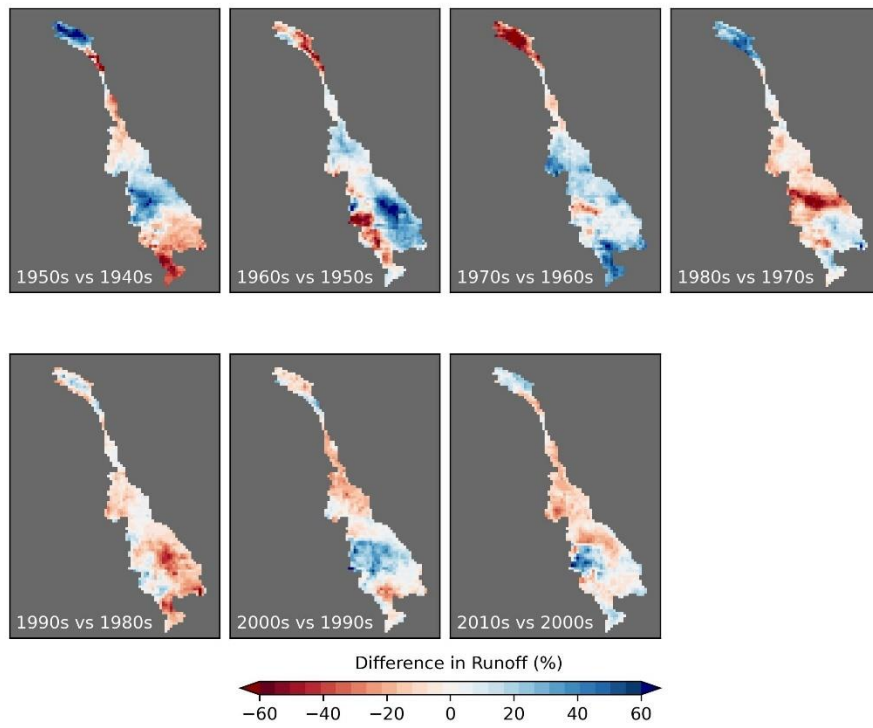 1950s vs 1940s
1960s vs 1950s
1970s vs 1960s
1980s vs 1970s
1990s vs 1980s
2000s vs 1990s
2010s vs 2000s
Difference in Runoff (%)
−60 −40 −20 0 20 40 60